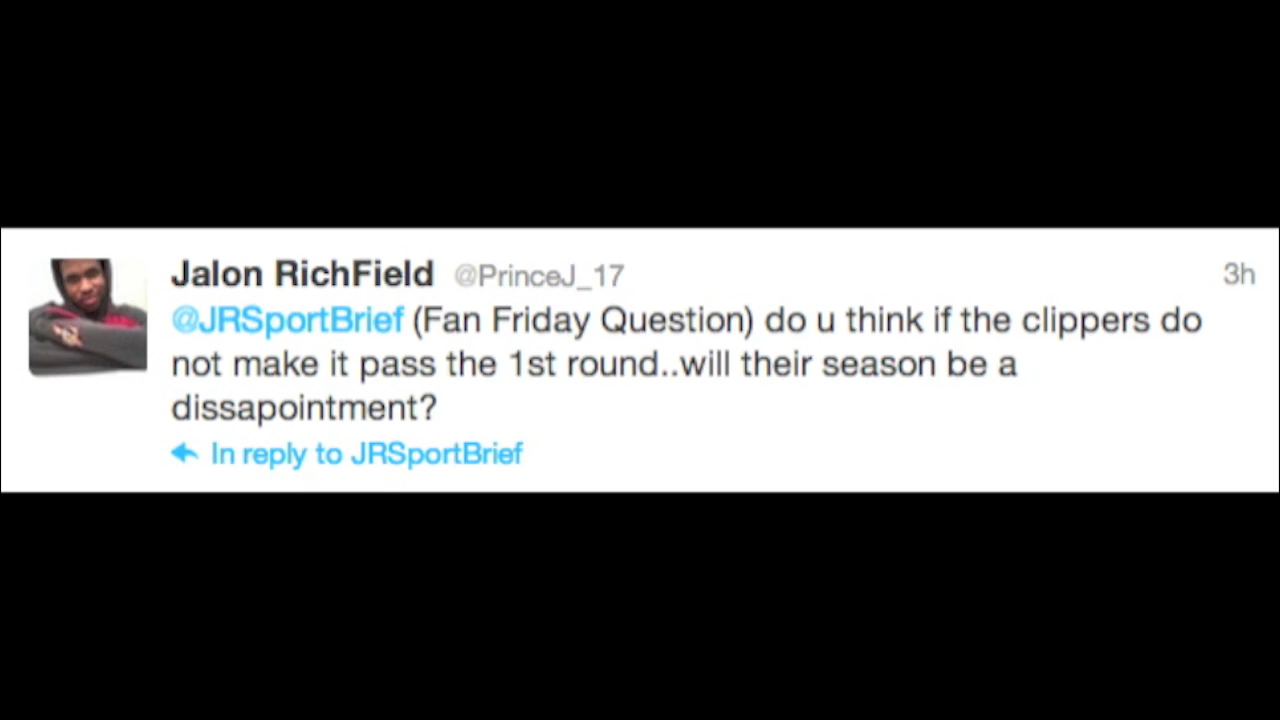 Jalon RichField @PrinceJ_17 3h
@JRSportBrief (Fan Friday Question) do u think if the clippers do
not make it pass the 1st round..will their season be a
dissapointment?
In reply to JRSportBrief